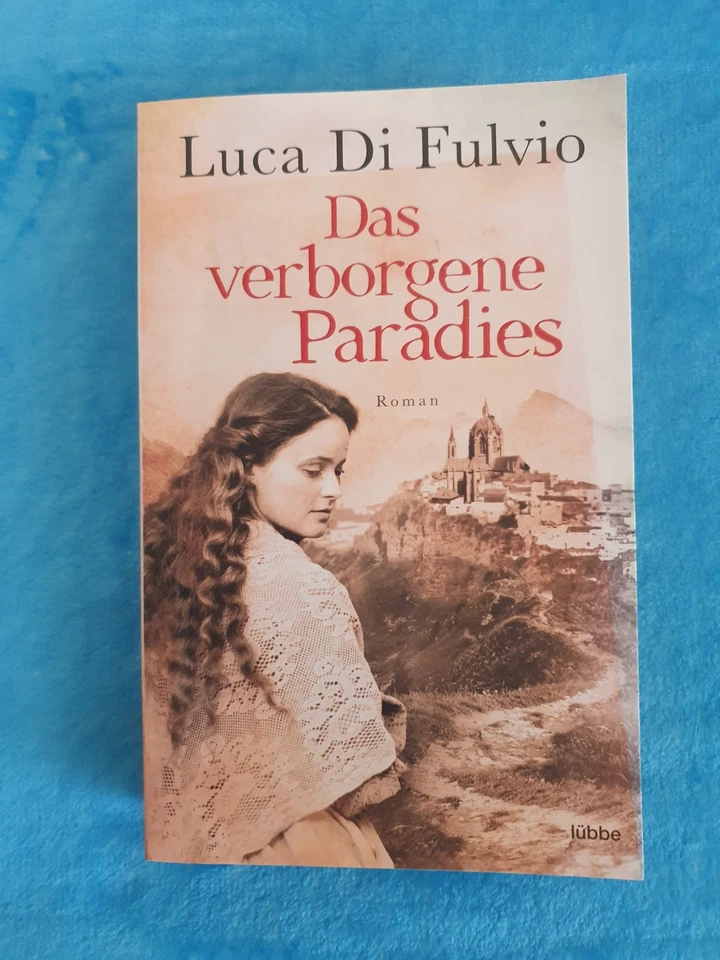 Luca Di Fulvio
Das
verborgene
Paradies
Roman
lübbe